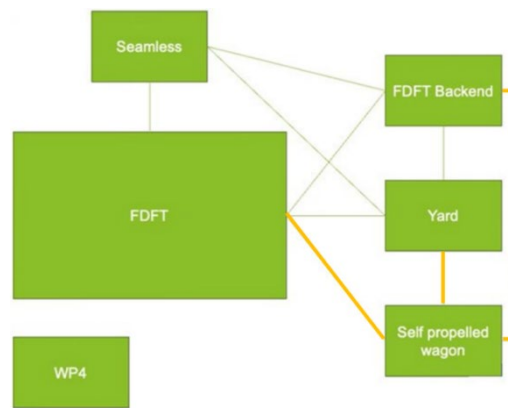 Seamless
FDFT Backend
FDFT
Yard
Self propelled
wagon
WP4